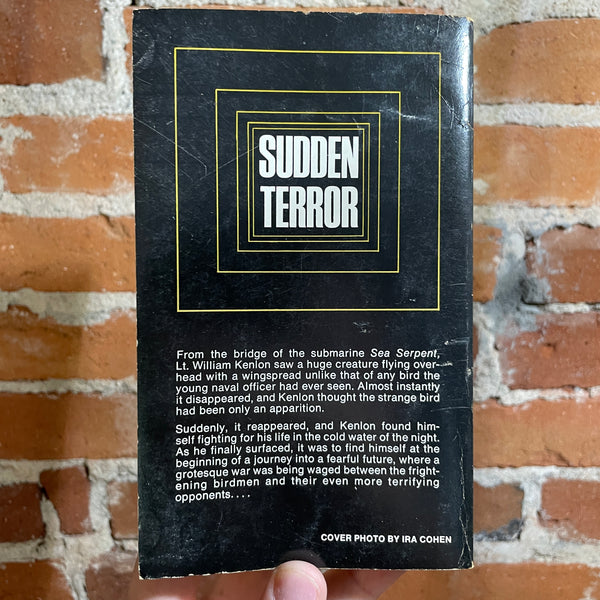 SUDDEN
TERROR
From the bridge of the submarine Sea Serpent,
Lt. William Kenlon saw a huge creature flying over-
head with a wingspread unlike that of any bird the
young naval officer had ever seen. Almost instantly
it disappeared, and Kenlon thought the strange bird
had been only an apparition.
Suddenly, it reappeared, and Kenlon found him-
self fighting for his life in the cold water of the night.
As he finally surfaced, it was to find himself at the
beginning of a journey into a fearful future, where a
grotesque war was being waged between the fright-
ening birdmen and their even more terrifying
opponents....
COVER PHOTO BY IRA COHEN